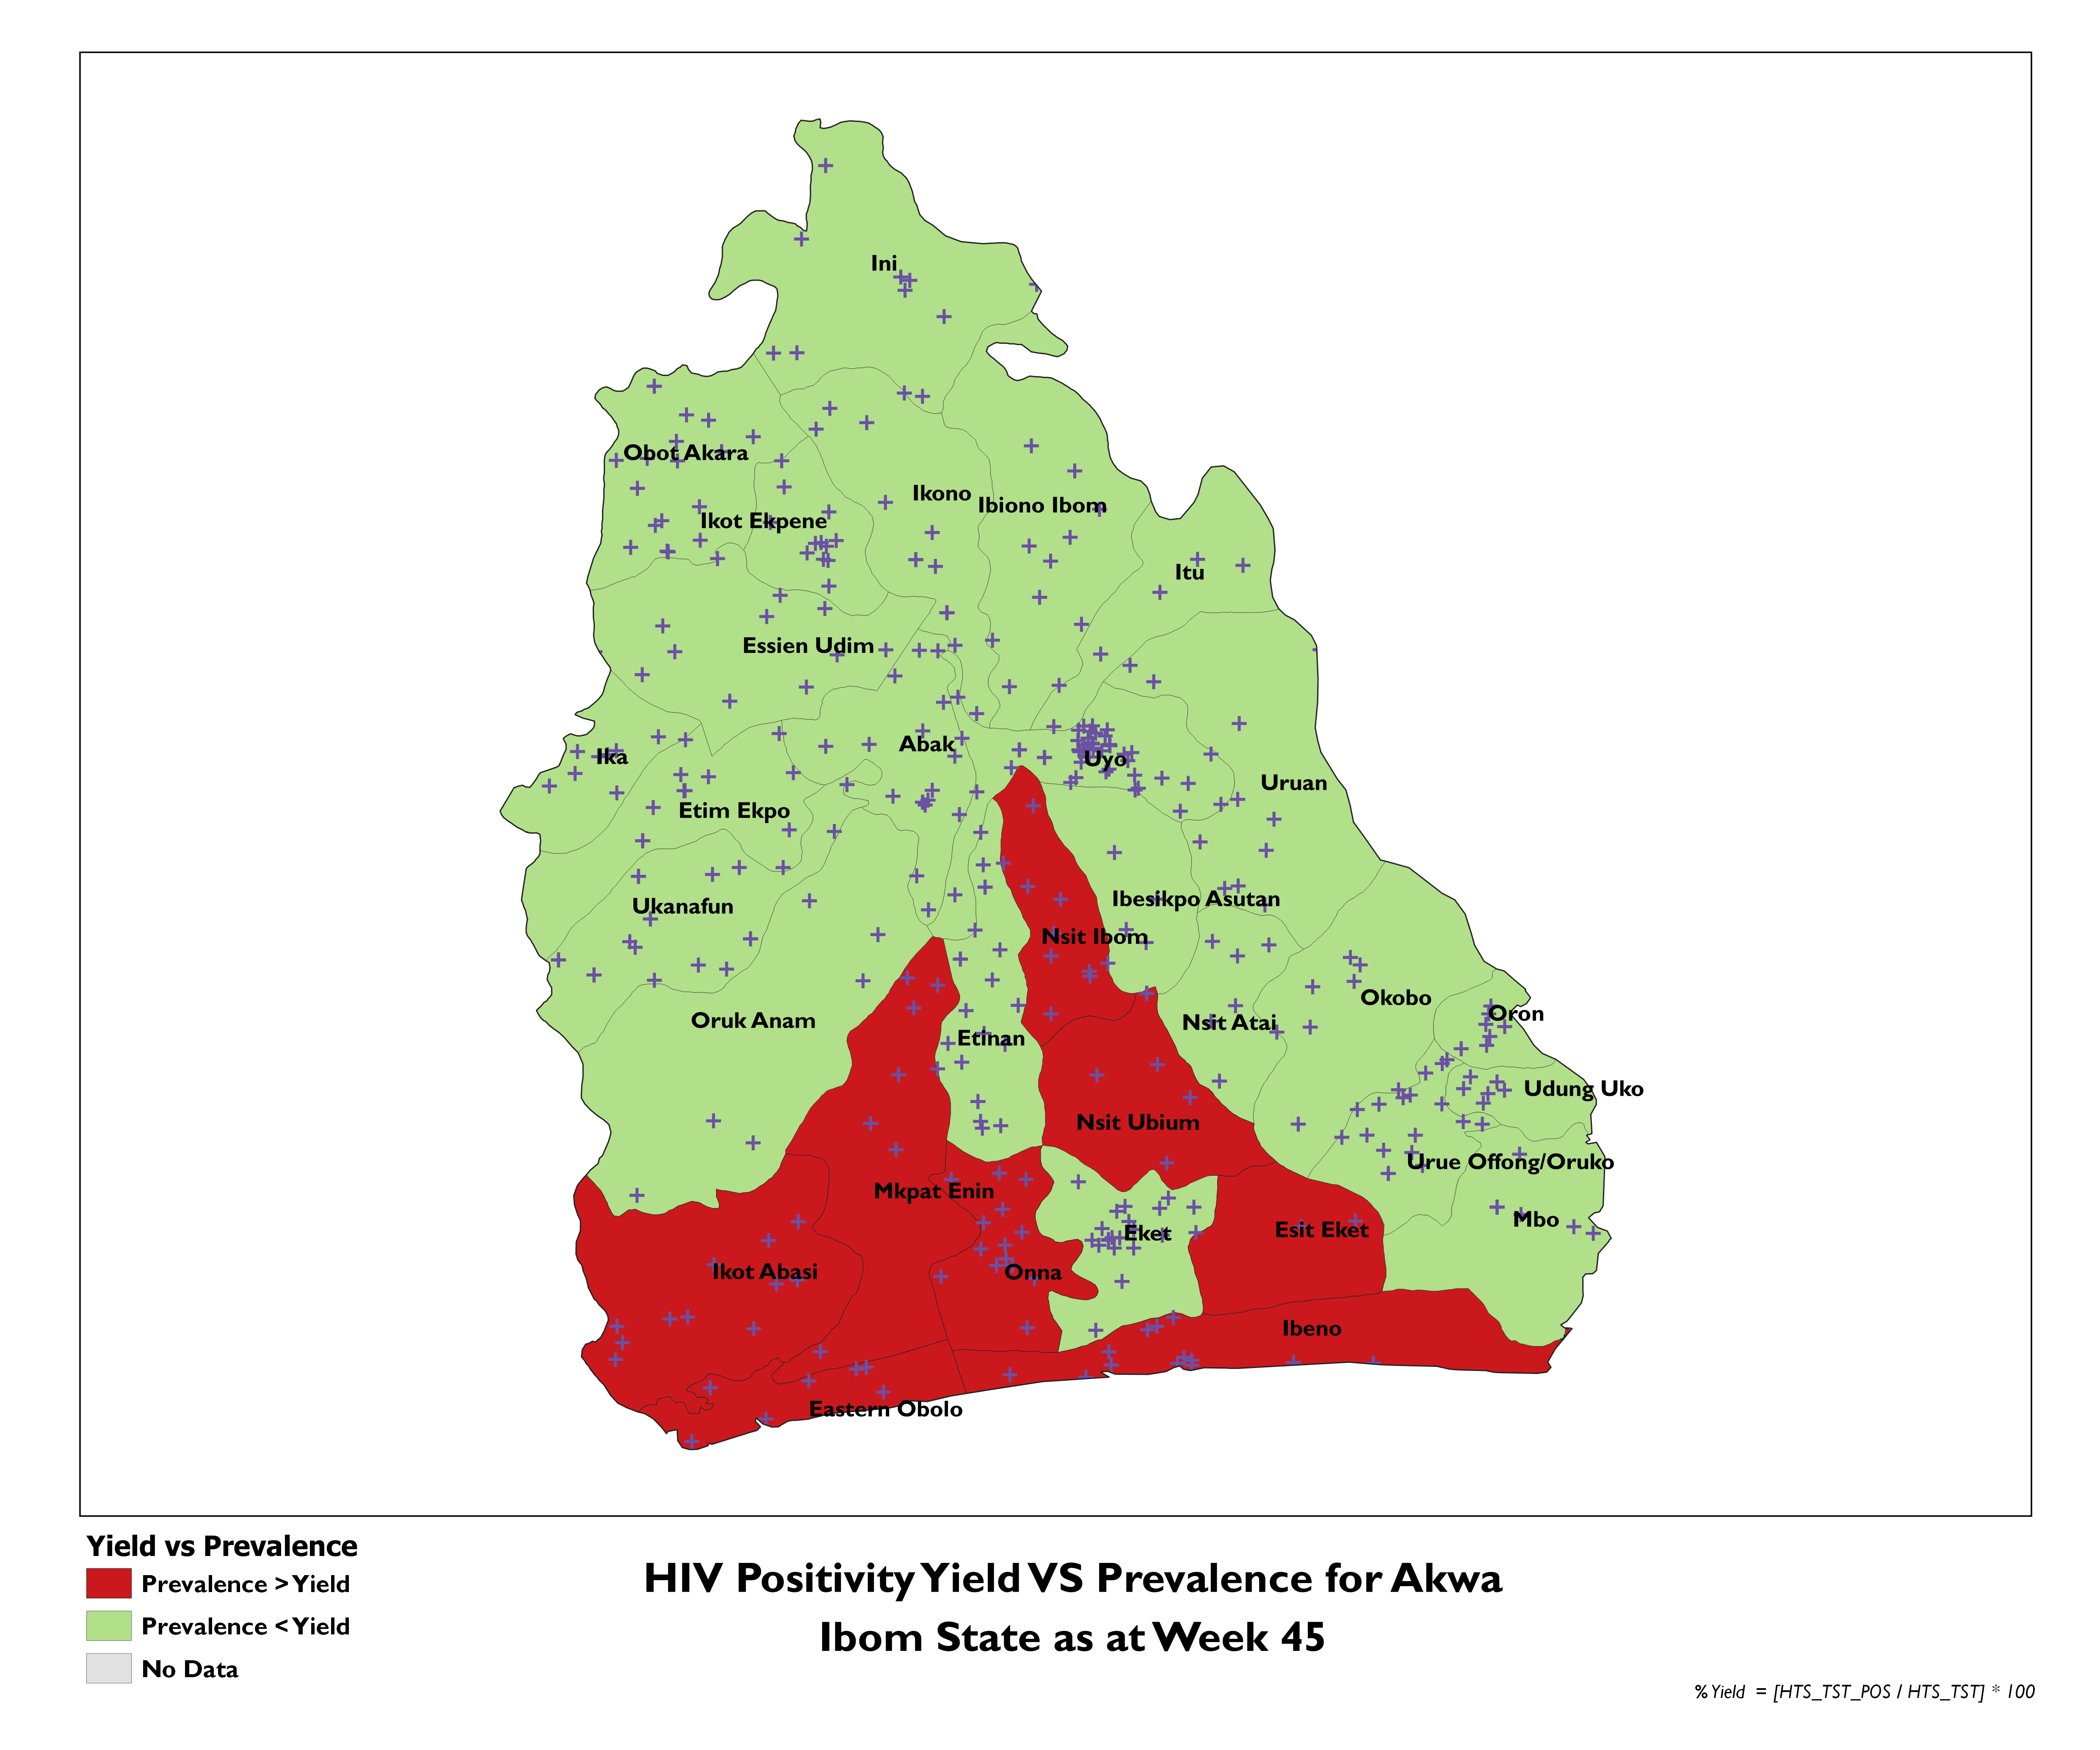 Ini
Obot Akara
Ikono
Ibiono Ibom
Ikot Ekpene
Itu
Essien Udim
Abak
Ika
Uyo
Uruan
Etim Ekpo
Ibesikpo Asutan
Ukanafun
Nsit Ibom
Okobo
Oron
Oruk Anam
Nsit Atai
Etinan
Udung Uko
Nsit Ubium
Urue Offong/Oruko
Mkpat Enin
Mbo
Esit Eket
Eket
Ikot Abasi
Onna
Ibeno
Eastern Obolo
Yield vs Prevalence
Prevalence > Yield
Prevalence < Yield
No Data
HIV Positivity Yield VS Prevalence for Akwa
Ibom State as at Week 45
% Yield = [HTS_TST_POS / HTS_TST] * 100